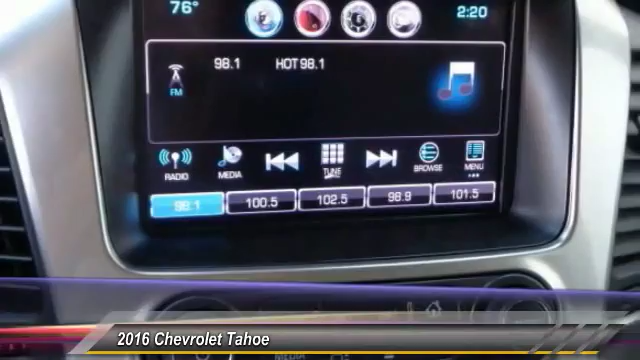 76° 2:20
98.1 HOT 98.1
FM
RADIO MEDIA TUNE BROWSE MENU
98.1 100.5 102.5 98.9 101.5
2016 Chevrolet Tahoe
MEDIA